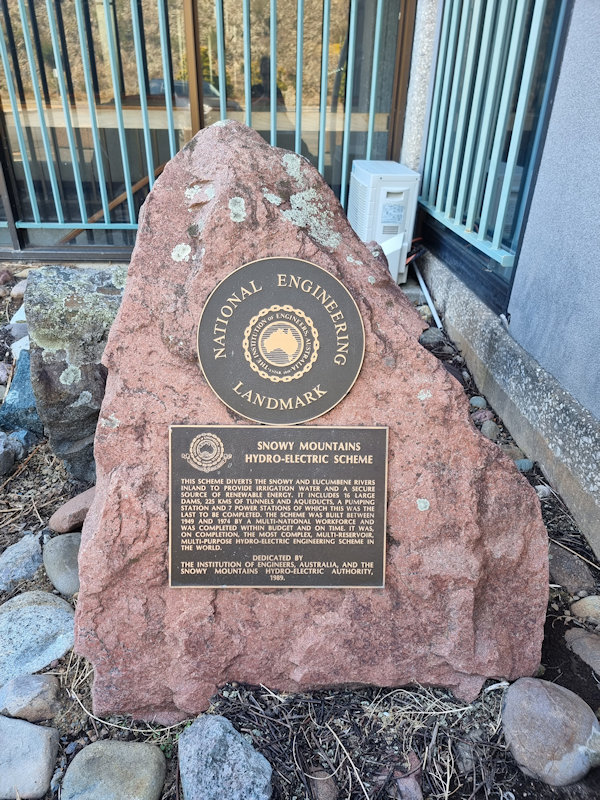 NATIONAL ENGINEERING
THE INSTITUTION OF ENGINEERS, AUSTRALIA
LANDMARK
SNOWY MOUNTAINS
HYDRO-ELECTRIC SCHEME
THIS SCHEME DIVERTS THE SNOWY AND EUCUMBENE RIVERS
INLAND TO PROVIDE IRRIGATION WATER AND A SECURE
SOURCE OF RENEWABLE ENERGY. IT INCLUDES 16 LARGE
DAMS, 225 KMS OF TUNNELS AND AQUEDUCTS, A PUMPING
STATION AND 7 POWER STATIONS OF WHICH THIS WAS THE
LAST TO BE COMPLETED. THE SCHEME WAS BUILT BETWEEN
1949 AND 1974 BY A MULTI-NATIONAL WORKFORCE AND
WAS COMPLETED WITHIN BUDGET AND ON TIME. IT WAS,
ON COMPLETION, THE MOST COMPLEX, MULTI-RESERVOIR,
MULTI-PURPOSE HYDRO-ELECTRIC ENGINEERING SCHEME IN
THE WORLD.
DEDICATED BY
THE INSTITUTION OF ENGINEERS, AUSTRALIA, AND THE
SNOWY MOUNTAINS HYDRO-ELECTRIC AUTHORITY,
1989.